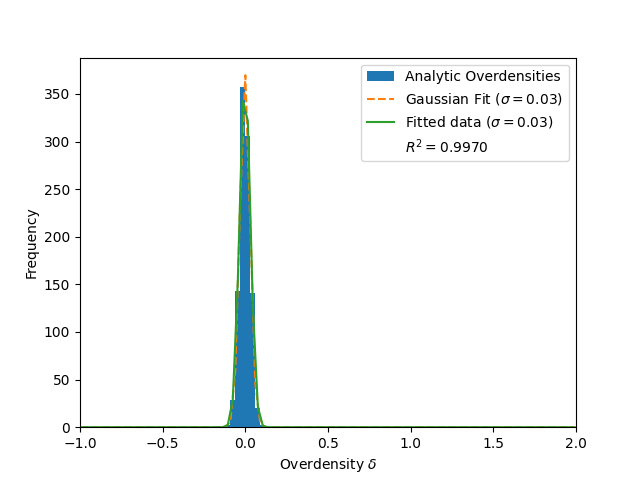 Analytic Overdensities
Gaussian Fit (σ = 0.03)
Fitted data (σ = 0.03)
R² = 0.9970
Frequency
350
300
250
200
150
100
50
0
−1.0 −0.5 0.0 0.5 1.0 1.5 2.0
Overdensity δ